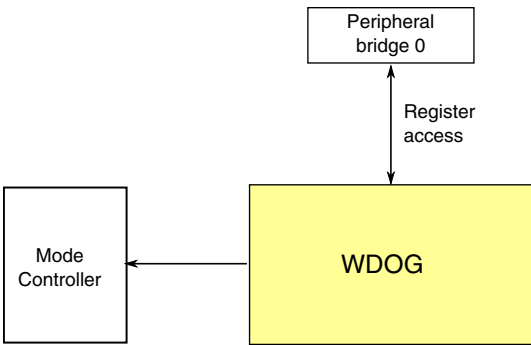 Peripheral
bridge 0
Register
access
Mode
Controller
WDOG